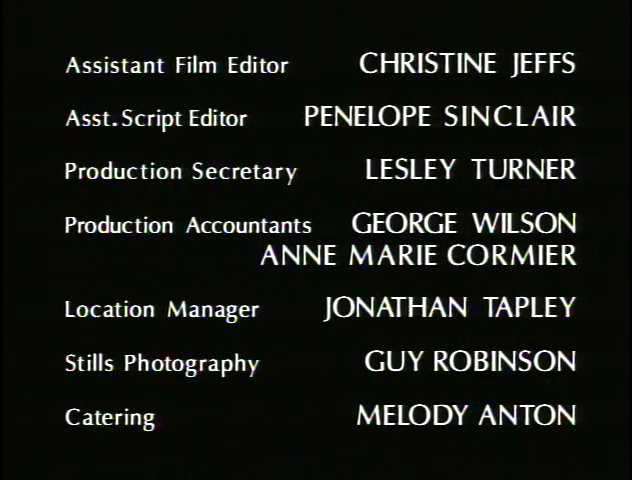 Assistant Film Editor CHRISTINE JEFFS
Asst. Script Editor PENELOPE SINCLAIR
Production Secretary LESLEY TURNER
Production Accountants GEORGE WILSON
ANNE MARIE CORMIER
Location Manager JONATHAN TAPLEY
Stills Photography GUY ROBINSON
Catering MELODY ANTON